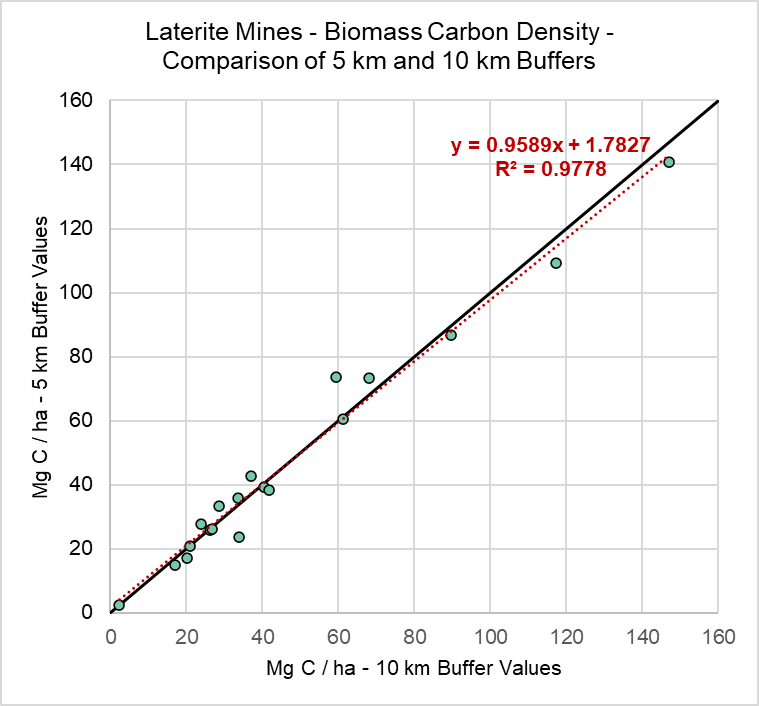 Laterite Mines - Biomass Carbon Density -
Comparison of 5 km and 10 km Buffers
160
140
120
100
80
60
40
20
0
y = 0.9589x + 1.7827
R² = 0.9778
Mg C / ha - 5 km Buffer Values
0 20 40 60 80 100 120 140 160
Mg C / ha - 10 km Buffer Values